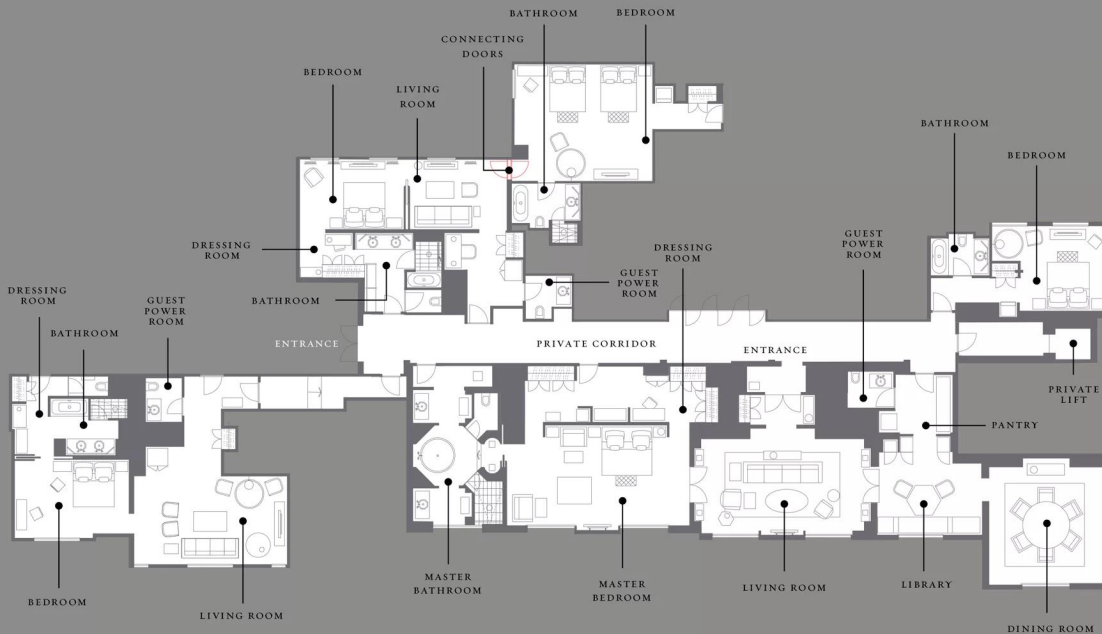 BATHROOM
BEDROOM
CONNECTING
DOORS
BEDROOM
LIVING
ROOM
BATHROOM
BEDROOM
DRESSING
ROOM
GUEST
POWER
ROOM
DRESSING
ROOM
GUEST
POWER
ROOM
DRESSING
ROOM
BATHROOM
GUEST
POWER
ROOM
BATHROOM
ENTRANCE
PRIVATE CORRIDOR
ENTRANCE
PRIVATE
LIFT
PANTRY
MASTER
BATHROOM
MASTER
BEDROOM
LIVING ROOM
LIBRARY
BEDROOM
LIVING ROOM
DINING ROOM